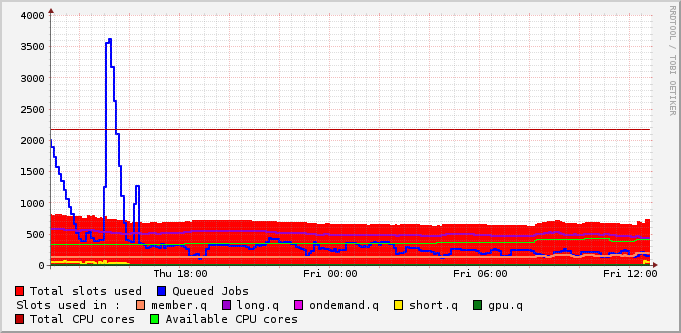 4000
3500
3000
2500
2000
1500
1000
500
0
Thu 18:00 Fri 00:00 Fri 06:00 Fri 12:00
RRDTOOL / TOBI OETIKER
Total slots used Queued Jobs
Slots used in : member.q long.q ondemand.q short.q gpu.q
Total CPU cores Available CPU cores